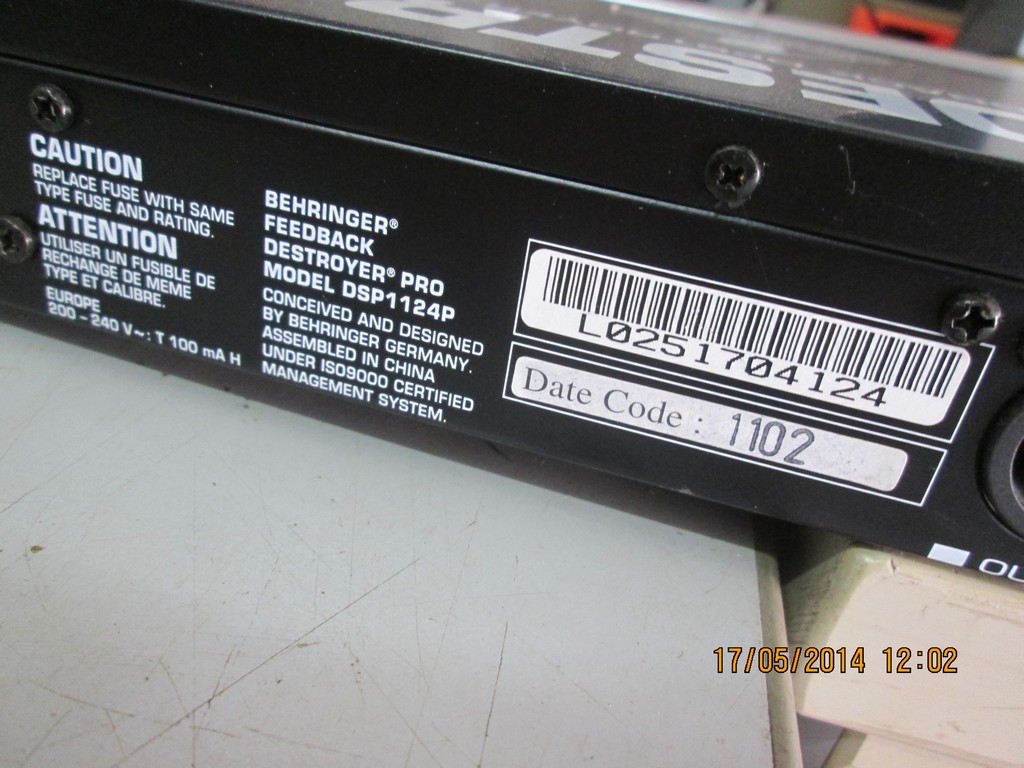 CAUTION
REPLACE FUSE WITH SAME
TYPE FUSE AND RATING.
ATTENTION
UTILISER UN FUSIBLE DE
RECHANGE DE MEME
TYPE ET CALIBRE.
EUROPE
200 - 240 V ~: T 100 mA H
BEHRINGER®
FEEDBACK
DESTROYER® PRO
MODEL DSP1124P
CONCEIVED AND DESIGNED
BY BEHRINGER GERMANY.
ASSEMBLED IN CHINA
UNDER ISO9000 CERTIFIED
MANAGEMENT SYSTEM.
L0251704124
Date Code : 1102
17/05/2014 12:02